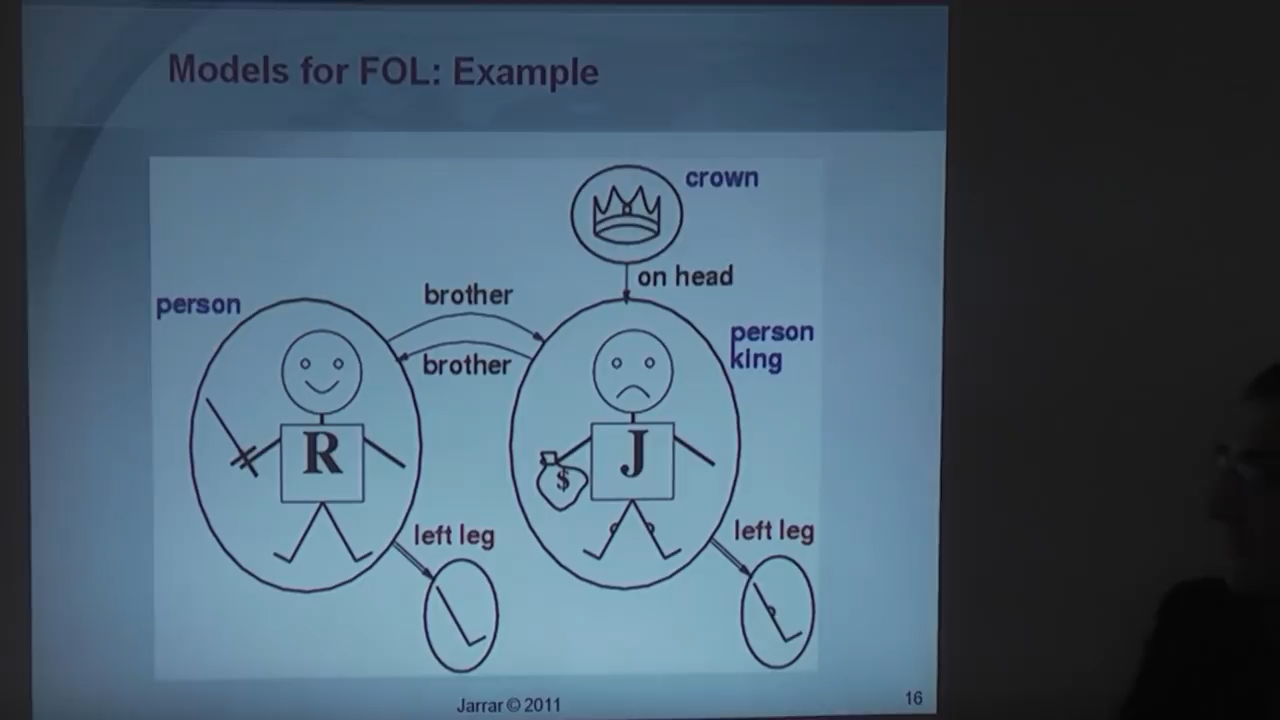 Models for FOL: Example
crown
on head
person
brother
brother
person
king
R
J
$
left leg
left leg
Jarrar © 2011
16